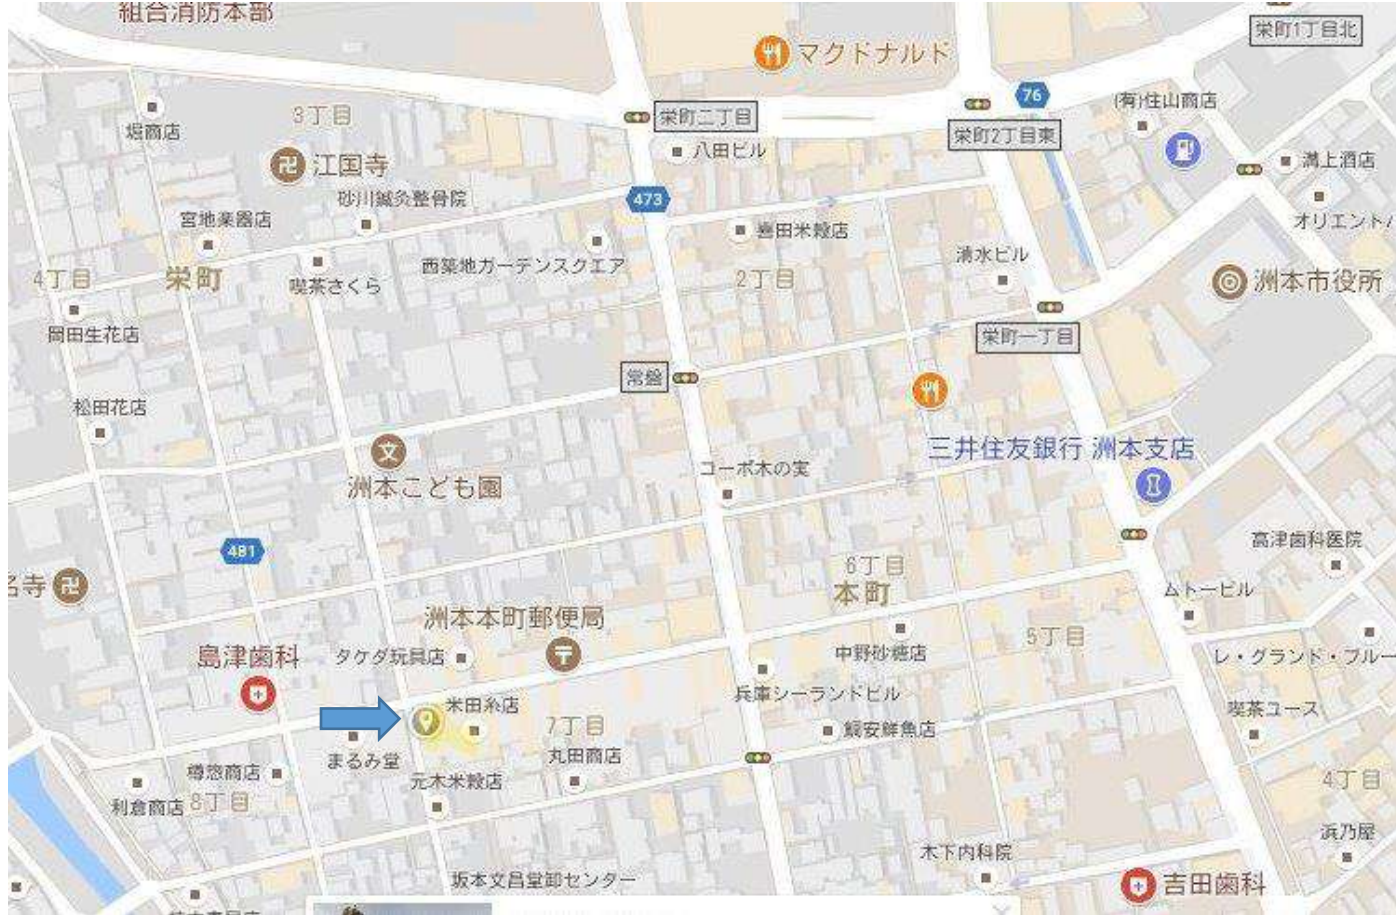 組合消防本部
栄町1丁目北
マクドナルド
76
(有)住山商店
堀商店
3丁目
栄町二丁目
栄町2丁目東
八田ビル
江国寺
溝上酒店
砂川鍼灸整骨院
473
宮地楽器店
喜田米穀店
オリエント
清水ビル
西築地ガーデンスクエア
4丁目
栄町
喫茶さくら
2丁目
洲本市役所
岡田生花店
栄町一丁目
常盤
松田花店
文
三井住友銀行 洲本支店
コーポ木の実
洲本こども園
481
高津歯科医院
6丁目
本町
名寺
ムトービル
洲本本町郵便局
5丁目
島津歯科
タケダ玩具店
中野砂糖店
レ・グランド・ブルー
兵庫シーランドビル
米田糸店
喫茶ユース
7丁目
飼安鮮魚店
まるみ堂
丸田商店
樽惣商店
元木米穀店
4丁目
利倉商店
8丁目
浜乃屋
木下内科院
坂本文昌堂卸センター
吉田歯科